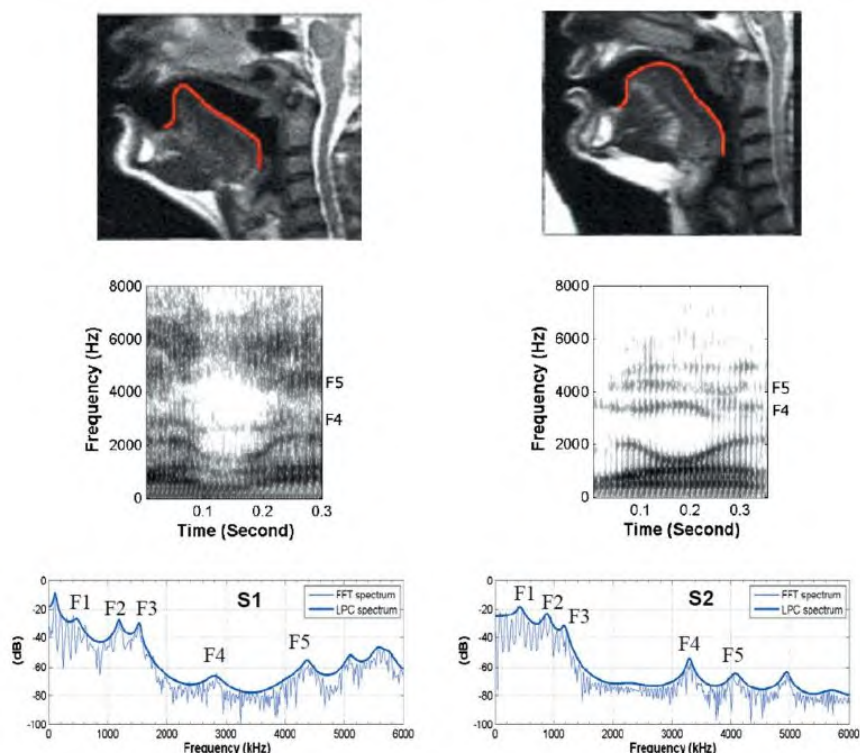 8000
6000
4000
2000
0
Frequency (Hz)
F5
F4
0.1
0.2
0.3
Time (Second)
8000
6000
4000
2000
0
Frequency (Hz)
F5
F4
0.1
0.2
0.3
Time (Second)
0
-20
-40
-60
-80
-100
(dB)
F1
F2
F3
F4
F5
S1
FFT spectrum
LPC spectrum
0 1000 2000 3000 4000 5000 6000
Frequency (kHz)
0
-20
-40
-60
-80
-100
(dB)
F1
F2
F3
F4
F5
S2
FFT spectrum
LPC spectrum
0 1000 2000 3000 4000 5000 6000
Frequency (kHz)